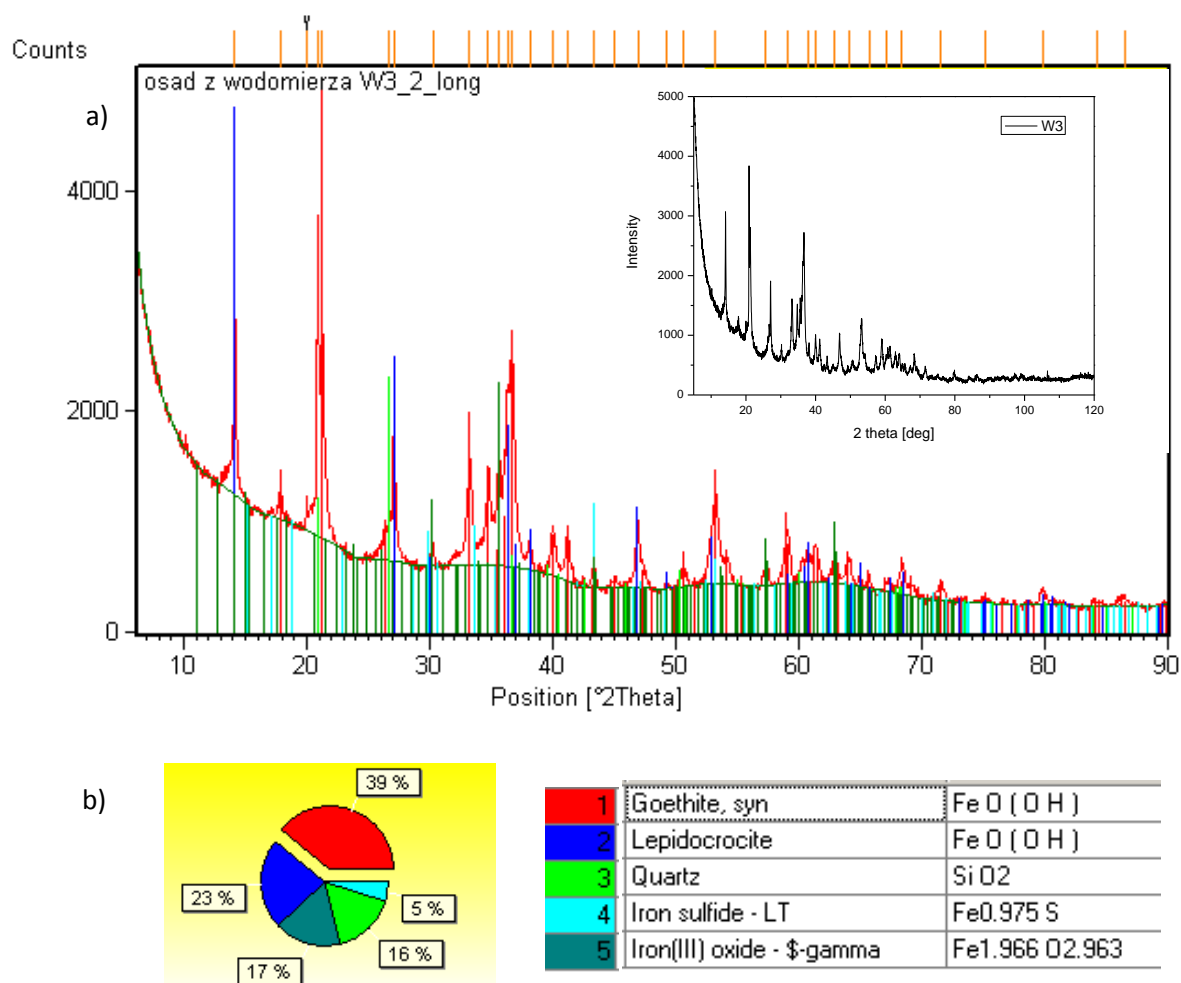 Counts
osad z wodomierza W3_2_long
a)
4000
2000
0
10 20 30 40 50 60 70 80 90
Position [°2Theta]
5000
4000
3000
2000
1000
0
Intensity
W3
20 40 60 80 100 120
2 theta [deg]
b)
39 %
23 %
17 %
16 %
5 %
1 Goethite, syn Fe O ( O H )
2 Lepidocrocite Fe O ( O H )
3 Quartz Si O2
4 Iron sulfide - LT Fe0.975 S
5 Iron(III) oxide - $-gamma Fe1.966 O2.963